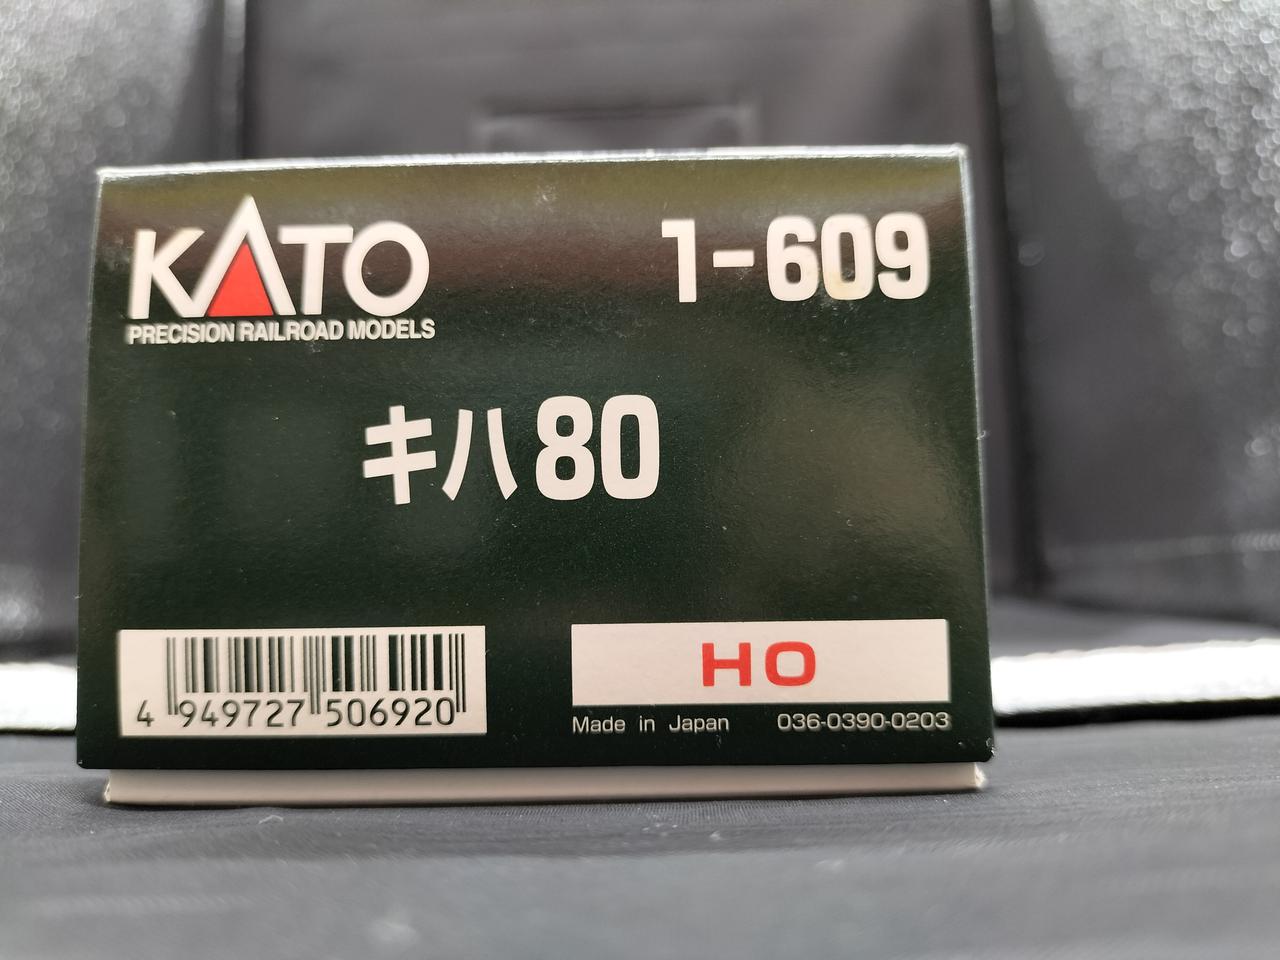 KATO 1-609
PRECISION RAILROAD MODELS
キハ80
HO
4 949727 506920
Made in Japan 036-0390-0203